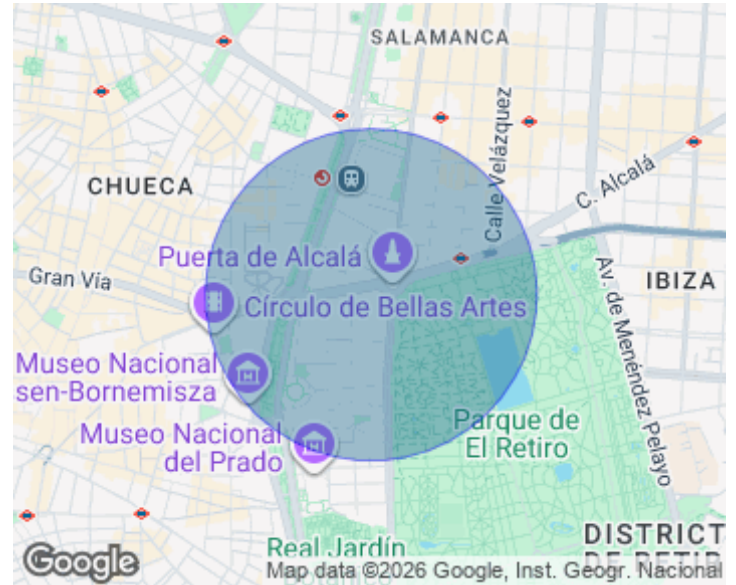 SALAMANCA
Calle Velázquez
C. Alcalá
CHUECA
Puerta de Alcalá
Gran Vía
Círculo de Bellas Artes
IBIZA
Av. de Menéndez Pelayo
Museo Nacional
sen-Bornemisza
Museo Nacional
del Prado
Parque de
El Retiro
Real Jardín
DISTRICT
DE RETIR
Google
Map data ©2026 Google, Inst. Geogr. Nacional